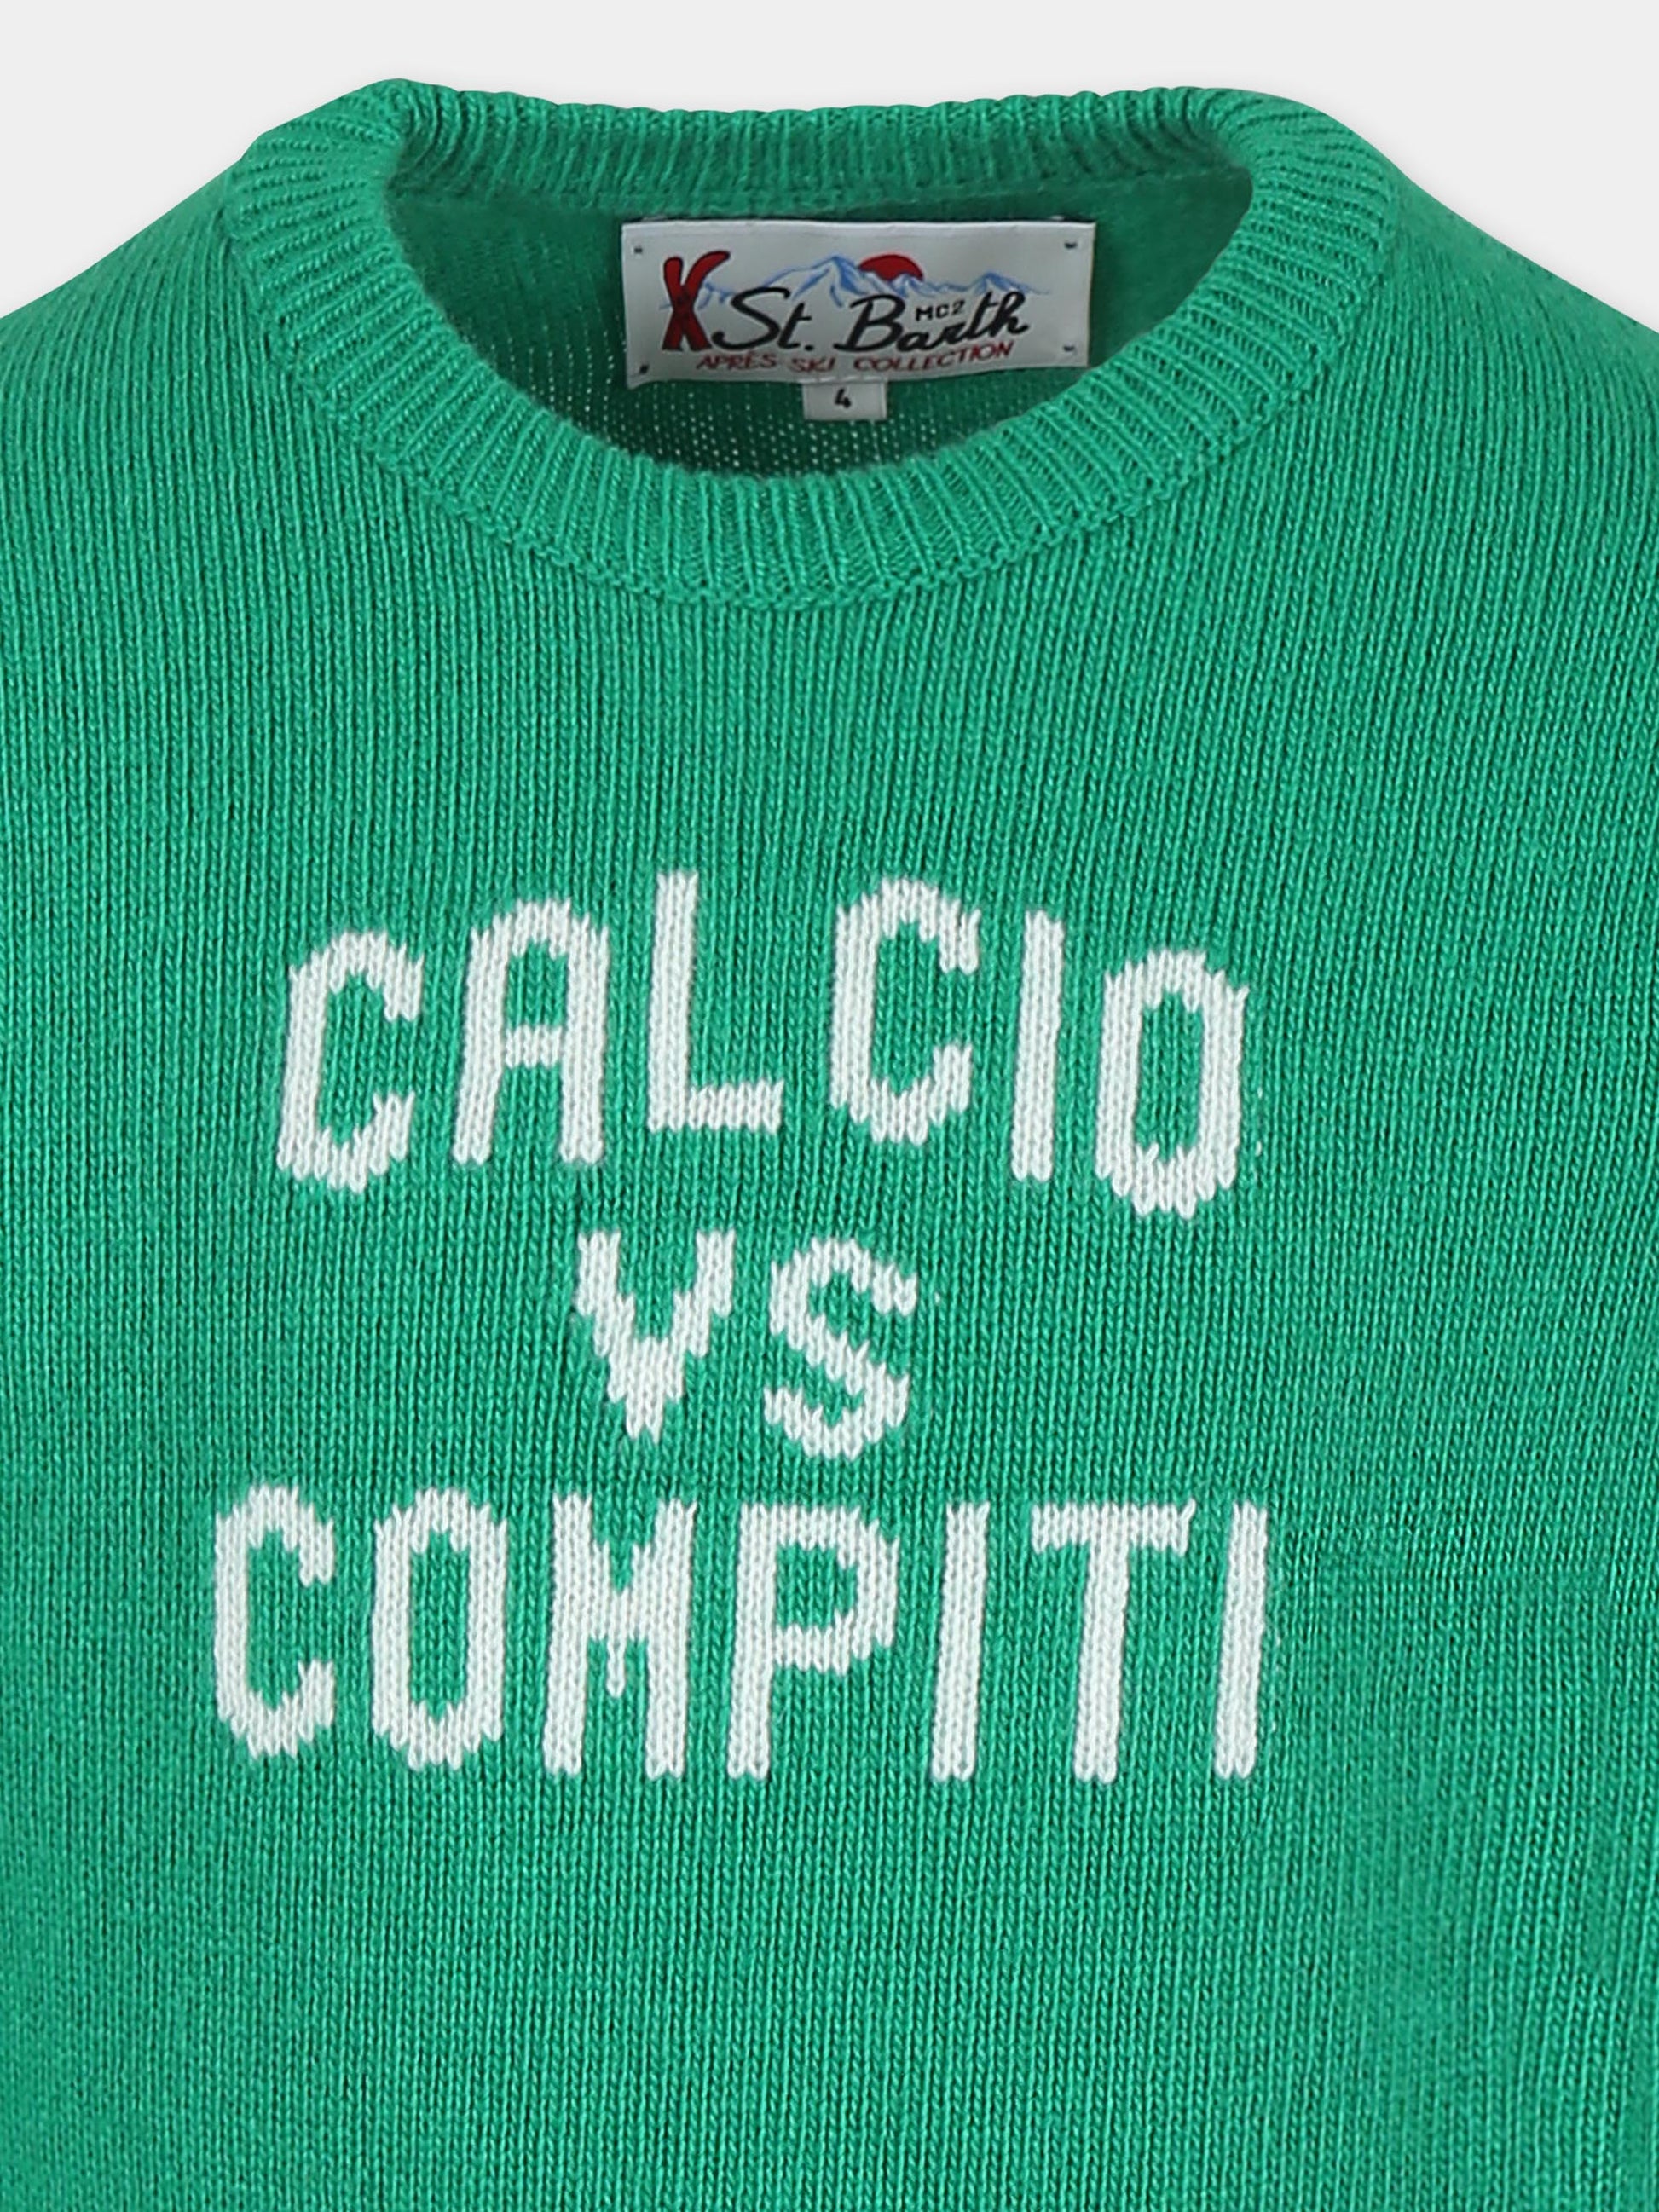 St. Barth
MC2
APRÈS SKI COLLECTION
4
CALCIO
VS
COMPITI